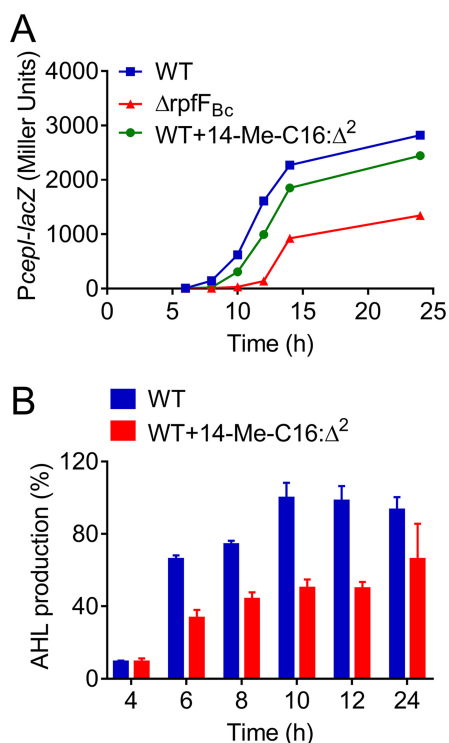 A
WT
ΔrpfF_Bc
WT+14-Me-C16:Δ²
PcepI-lacZ (Miller Units)
4000
3000
2000
1000
0
0 5 10 15 20 25
Time (h)
B
WT
WT+14-Me-C16:Δ²
AHL production (%)
120
80
40
0
4 6 8 10 12 24
Time (h)